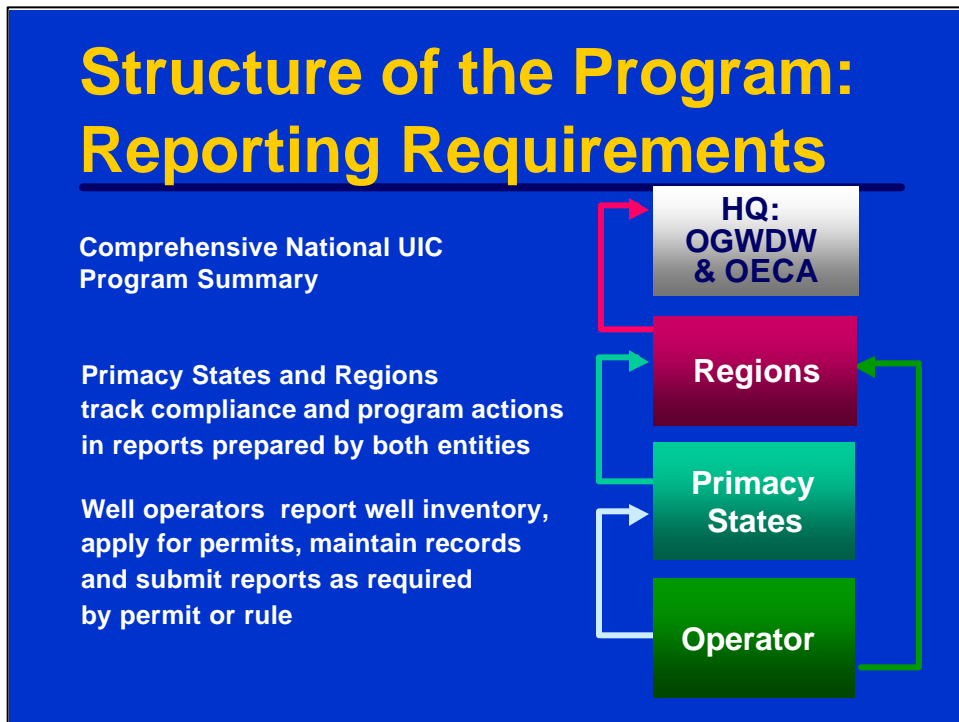 Structure of the Program:
Reporting Requirements
Comprehensive National UIC
Program Summary
HQ:
OGWDW
& OECA
Primacy States and Regions
track compliance and program actions
in reports prepared by both entities
Regions
Well operators report well inventory,
apply for permits, maintain records
and submit reports as required
by permit or rule
Primacy
States
Operator